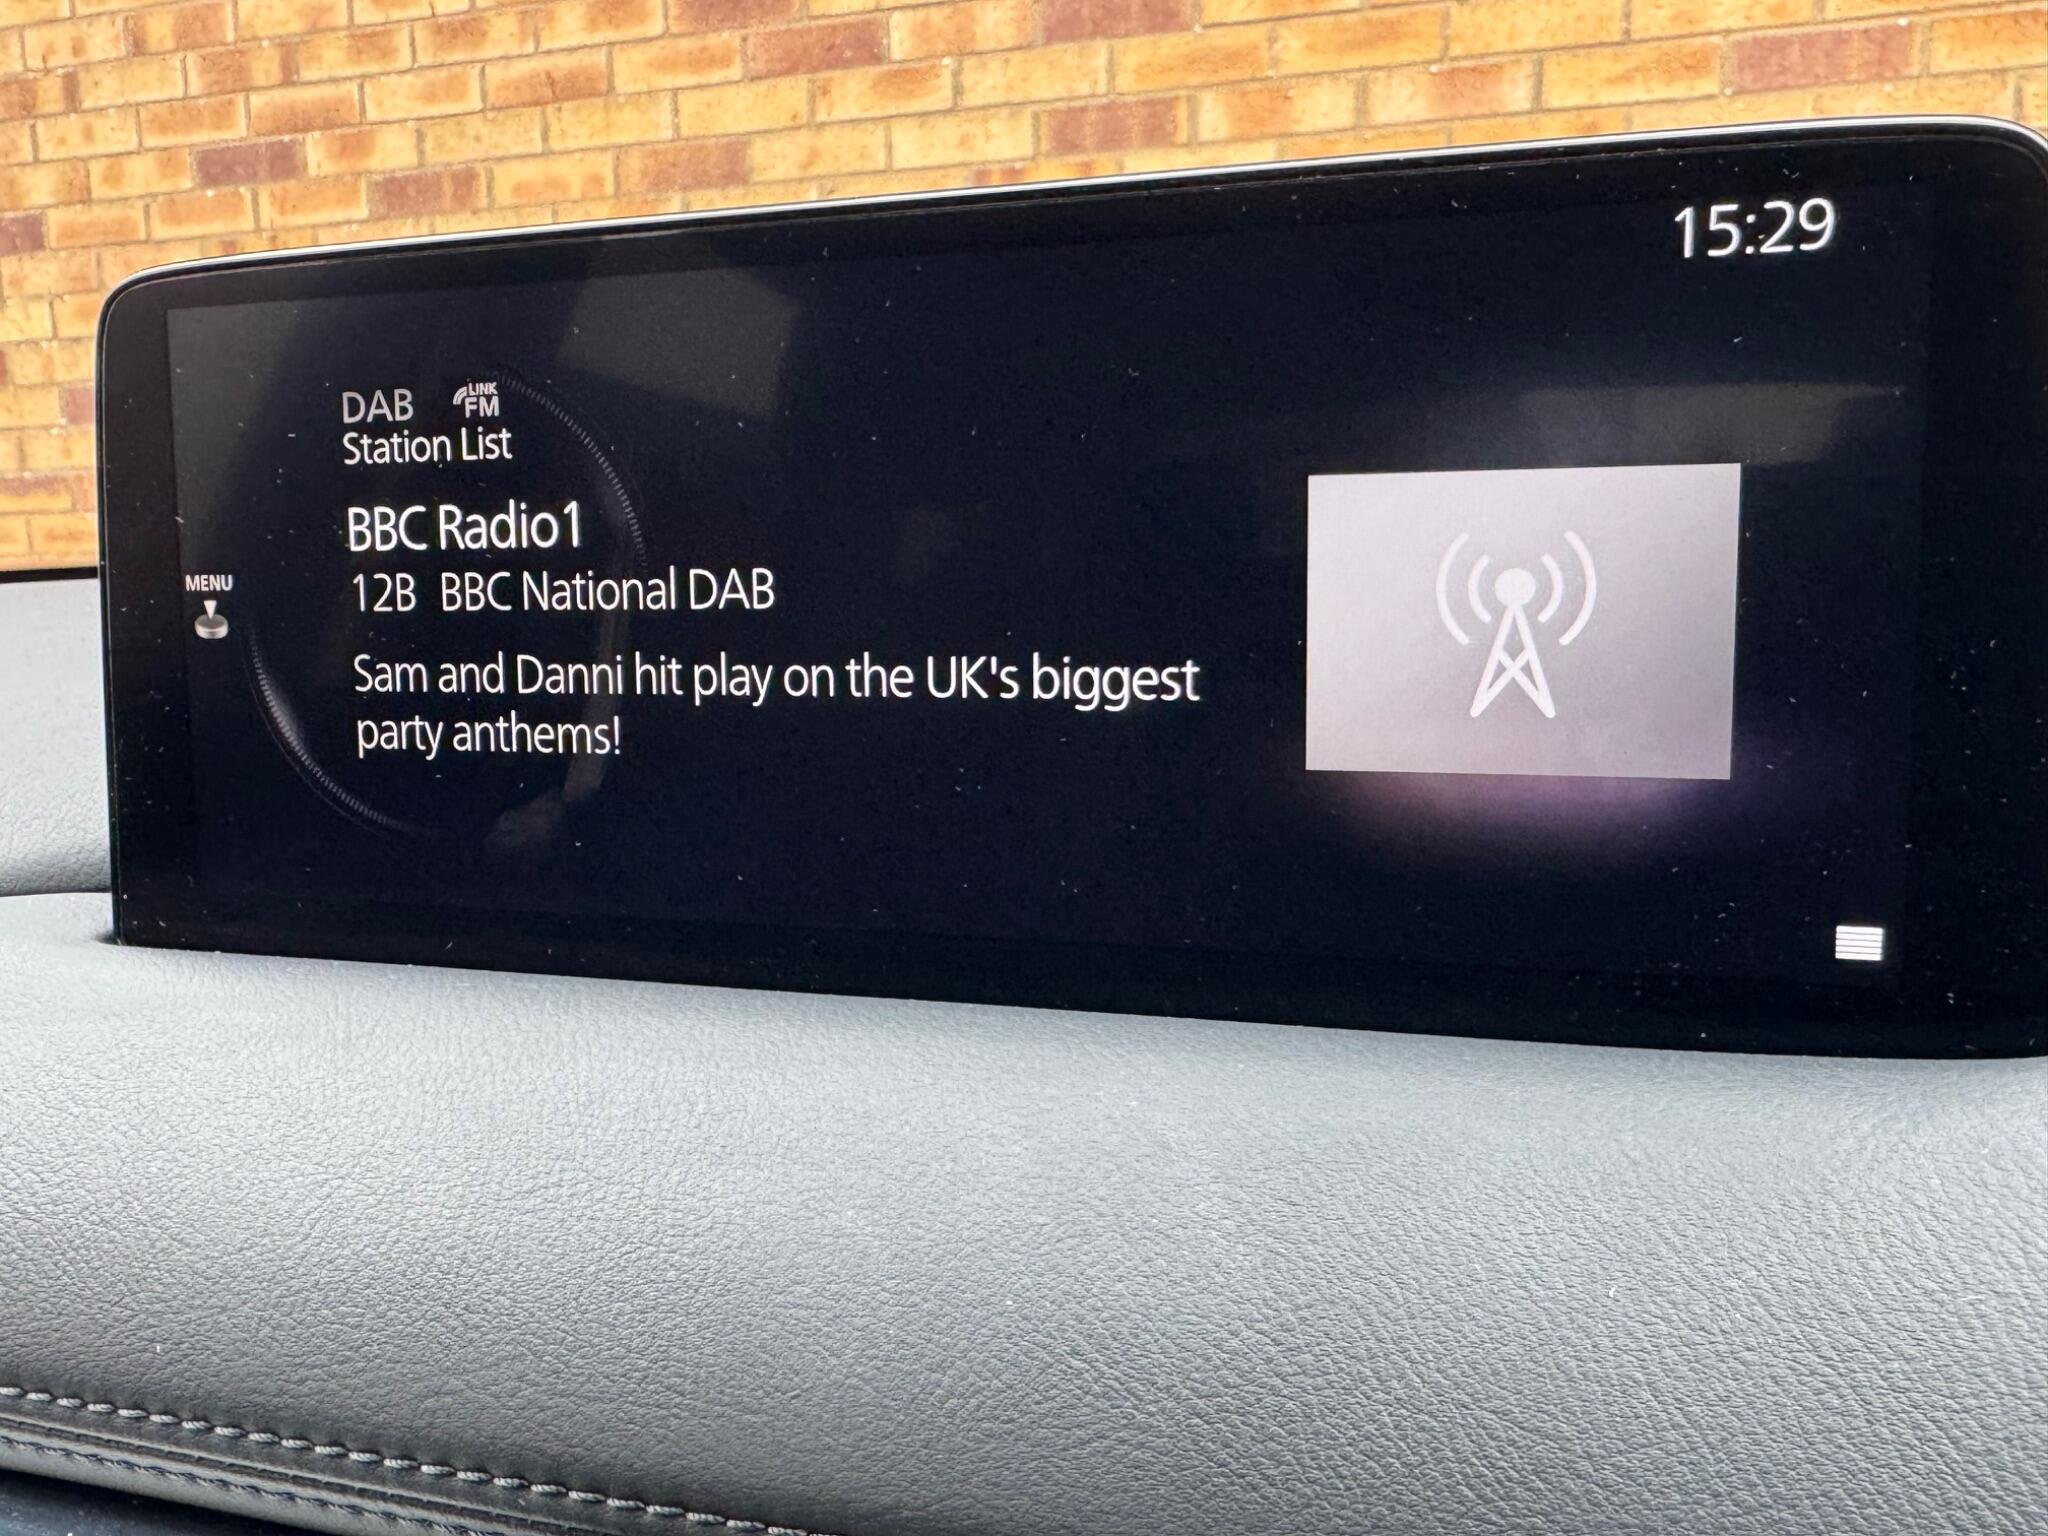 15:29
DAB LINK FM
Station List
BBC Radio1
MENU
12B BBC National DAB
Sam and Danni hit play on the UK's biggest
party anthems!